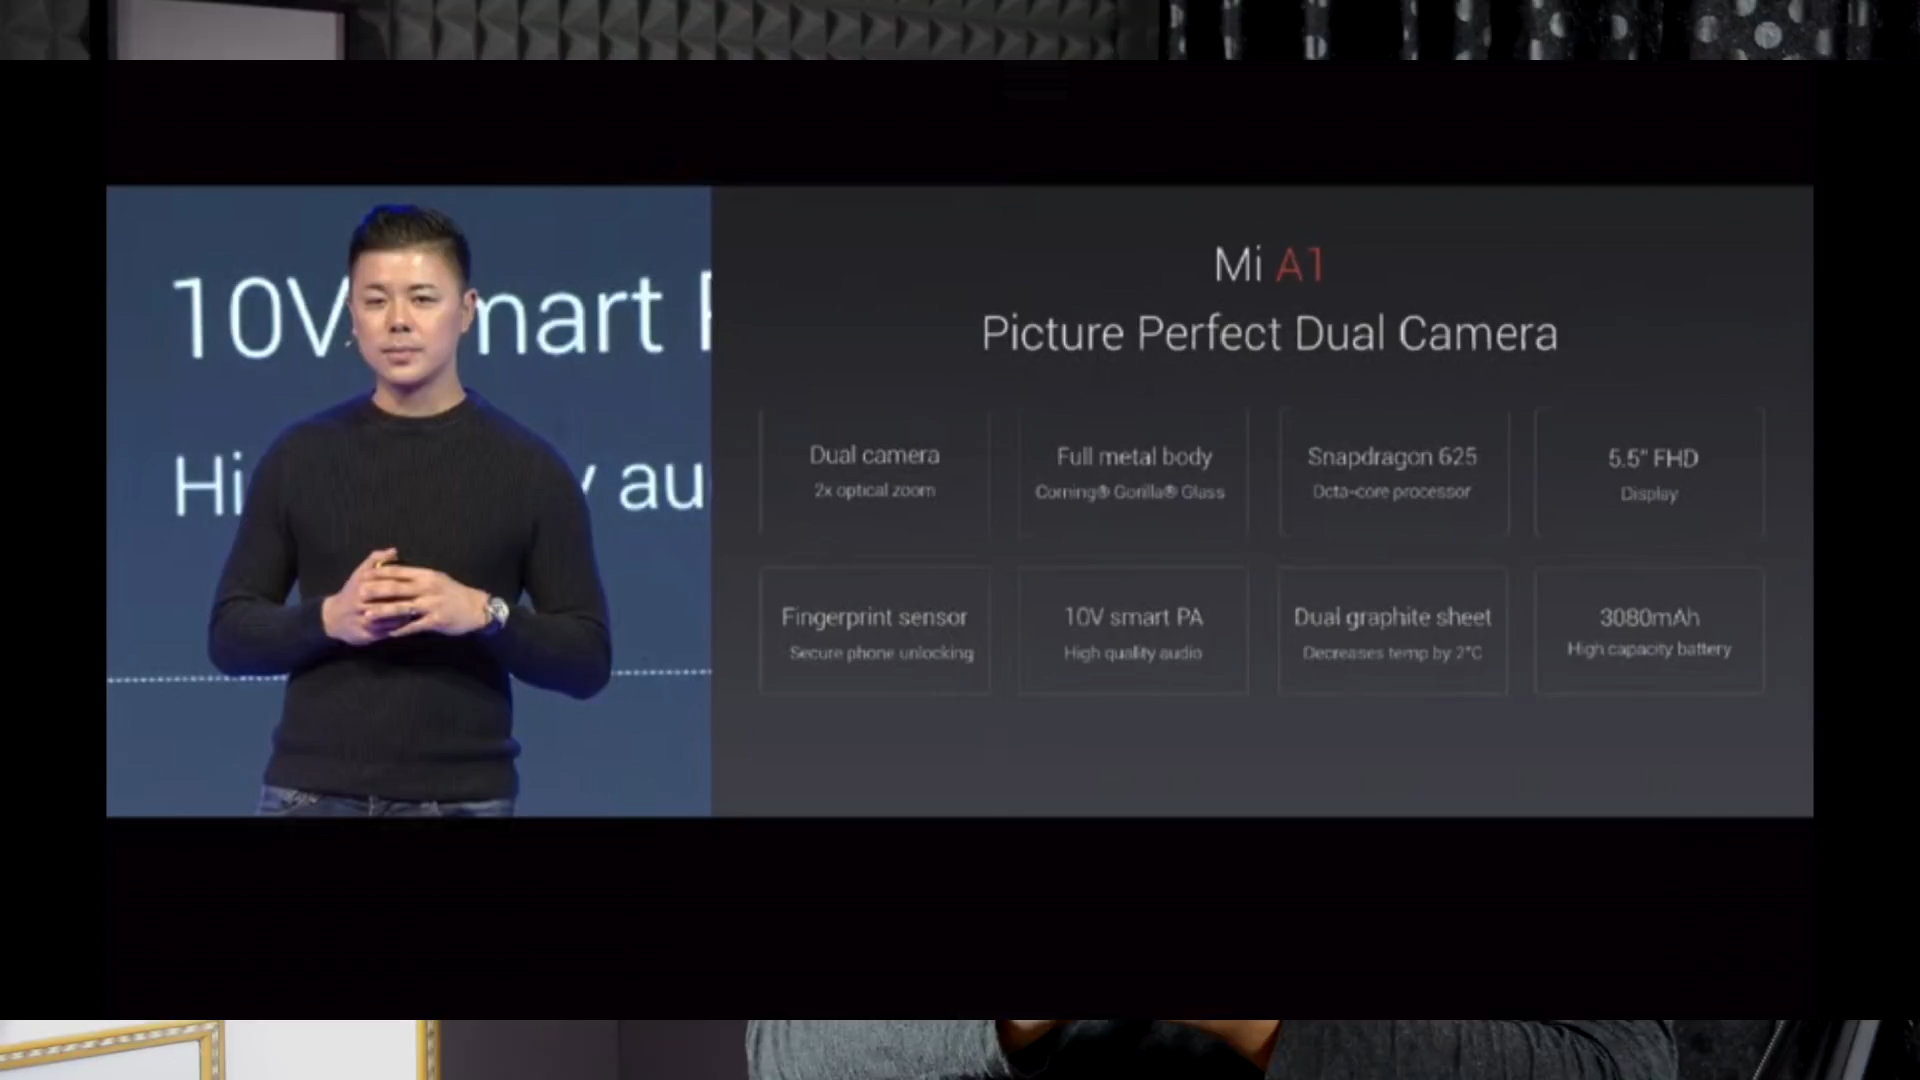 10V smart P
Hi y au
Mi A1
Picture Perfect Dual Camera
Dual camera
2x optical zoom
Full metal body
Corning® Gorilla® Glass
Snapdragon 625
Octa-core processor
5.5" FHD
Display
Fingerprint sensor
Secure phone unlocking
10V smart PA
High quality audio
Dual graphite sheet
Decreases temp by 2°C
3080mAh
High capacity battery